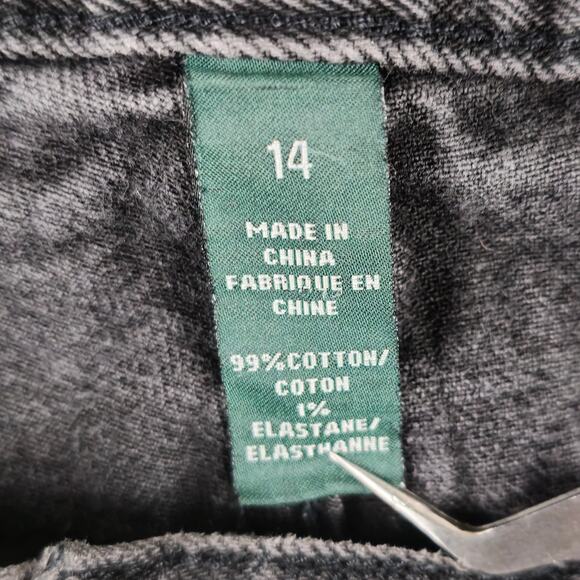 14
MADE IN
CHINA
FABRIQUE EN
CHINE
99%COTTON/
COTON
1%
ELASTANE/
ELASTHANNE